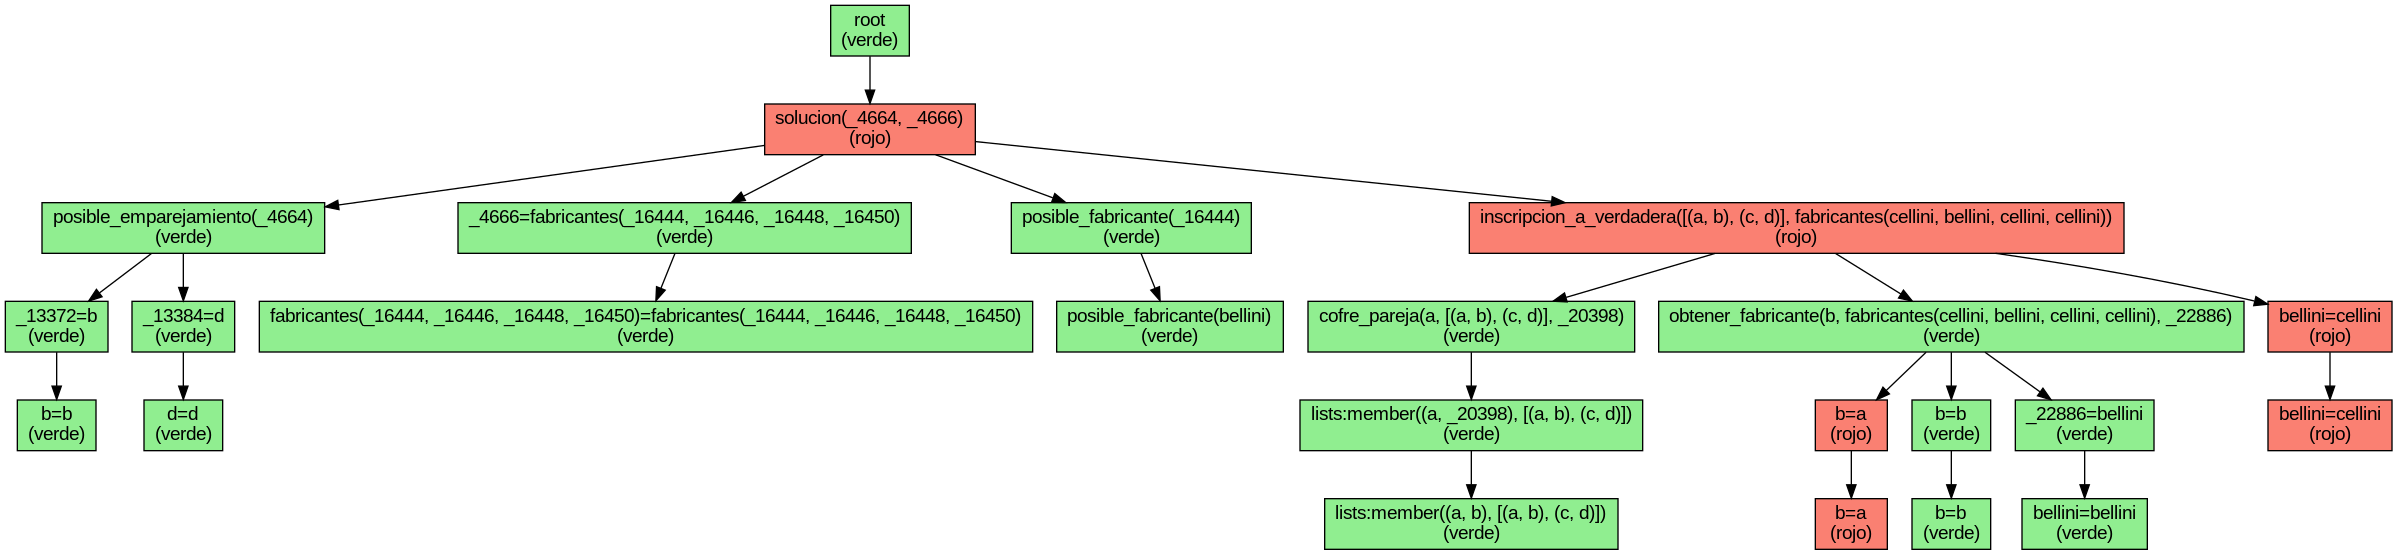 root
(verde)
solucion(_4664, _4666)
(rojo)
posible_emparejamiento(_4664)
(verde)
_4666=fabricantes(_16444, _16446, _16448, _16450)
(verde)
posible_fabricante(_16444)
(verde)
inscripcion_a_verdadera([(a, b), (c, d)], fabricantes(cellini, bellini, cellini, cellini))
(rojo)
_13372=b
(verde)
_13384=d
(verde)
fabricantes(_16444, _16446, _16448, _16450)=fabricantes(_16444, _16446, _16448, _16450)
(verde)
posible_fabricante(bellini)
(verde)
cofre_pareja(a, [(a, b), (c, d)], _20398)
(verde)
obtener_fabricante(b, fabricantes(cellini, bellini, cellini, cellini), _22886)
(verde)
bellini=cellini
(rojo)
b=b
(verde)
d=d
(verde)
lists:member((a, _20398), [(a, b), (c, d)])
(verde)
b=a
(rojo)
b=b
(verde)
_22886=bellini
(verde)
bellini=cellini
(rojo)
lists:member((a, b), [(a, b), (c, d)])
(verde)
b=a
(rojo)
b=b
(verde)
bellini=bellini
(verde)